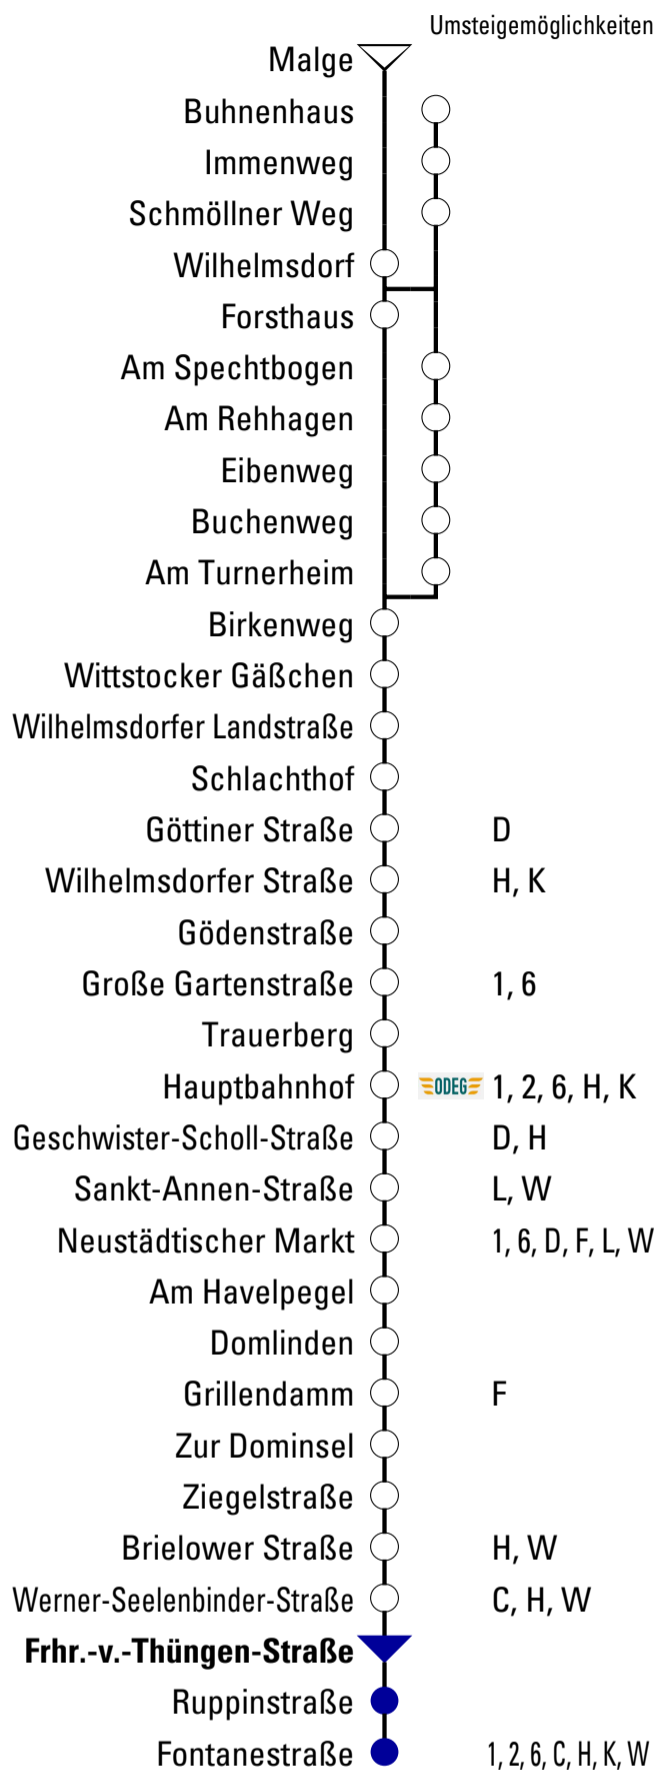 Umsteigemöglichkeiten
Malge
Buhnenhaus
Immenweg
Schmöllner Weg
Wilhelmsdorf
Forsthaus
Am Spechtbogen
Am Rehhagen
Eibenweg
Buchenweg
Am Turnerheim
Birkenweg
Wittstocker Gäßchen
Wilhelmsdorfer Landstraße
Schlachthof
Göttiner Straße D
Wilhelmsdorfer Straße H, K
Gödenstraße
Große Gartenstraße 1, 6
Trauerberg
Hauptbahnhof ODEG 1, 2, 6, H, K
Geschwister-Scholl-Straße D, H
Sankt-Annen-Straße L, W
Neustädtischer Markt 1, 6, D, F, L, W
Am Havelpegel
Domlinden
Grillendamm F
Zur Dominsel
Ziegelstraße
Brielower Straße H, W
Werner-Seelenbinder-Straße C, H, W
Frhr.-v.-Thüngen-Straße
Ruppinstraße
Fontanestraße 1, 2, 6, C, H, K, W